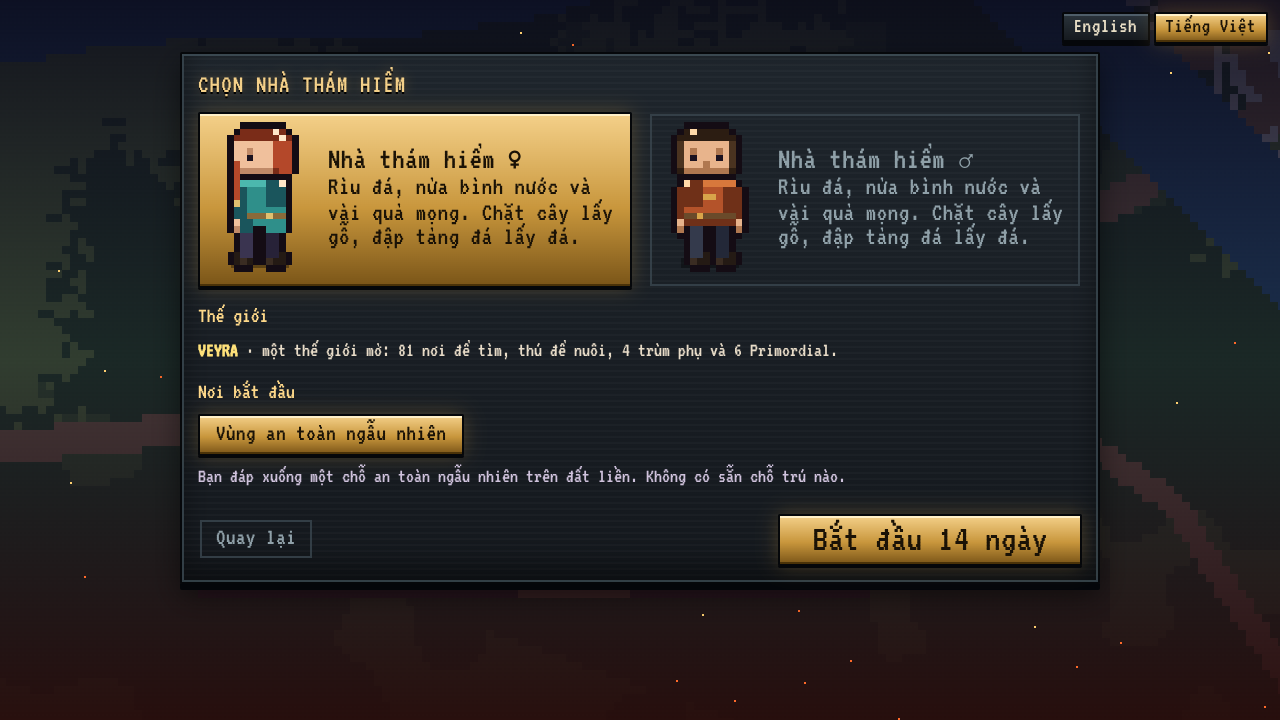 English
Tiếng Việt
CHỌN NHÀ THÁM HIỂM
Nhà thám hiểm ♀
Rìu đá, nửa bình nước và
vài quả mọng. Chặt cây lấy
gỗ, đập tảng đá lấy đá.
Nhà thám hiểm ♂
Rìu đá, nửa bình nước và
vài quả mọng. Chặt cây lấy
gỗ, đập tảng đá lấy đá.
Thế giới
VEYRA · một thế giới mở: 81 nơi để tìm, thú để nuôi, 4 trùm phụ và 6 Primordial.
Nơi bắt đầu
Vùng an toàn ngẫu nhiên
Bạn đáp xuống một chỗ an toàn ngẫu nhiên trên đất liền. Không có sẵn chỗ trú nào.
Quay lại
Bắt đầu 14 ngày